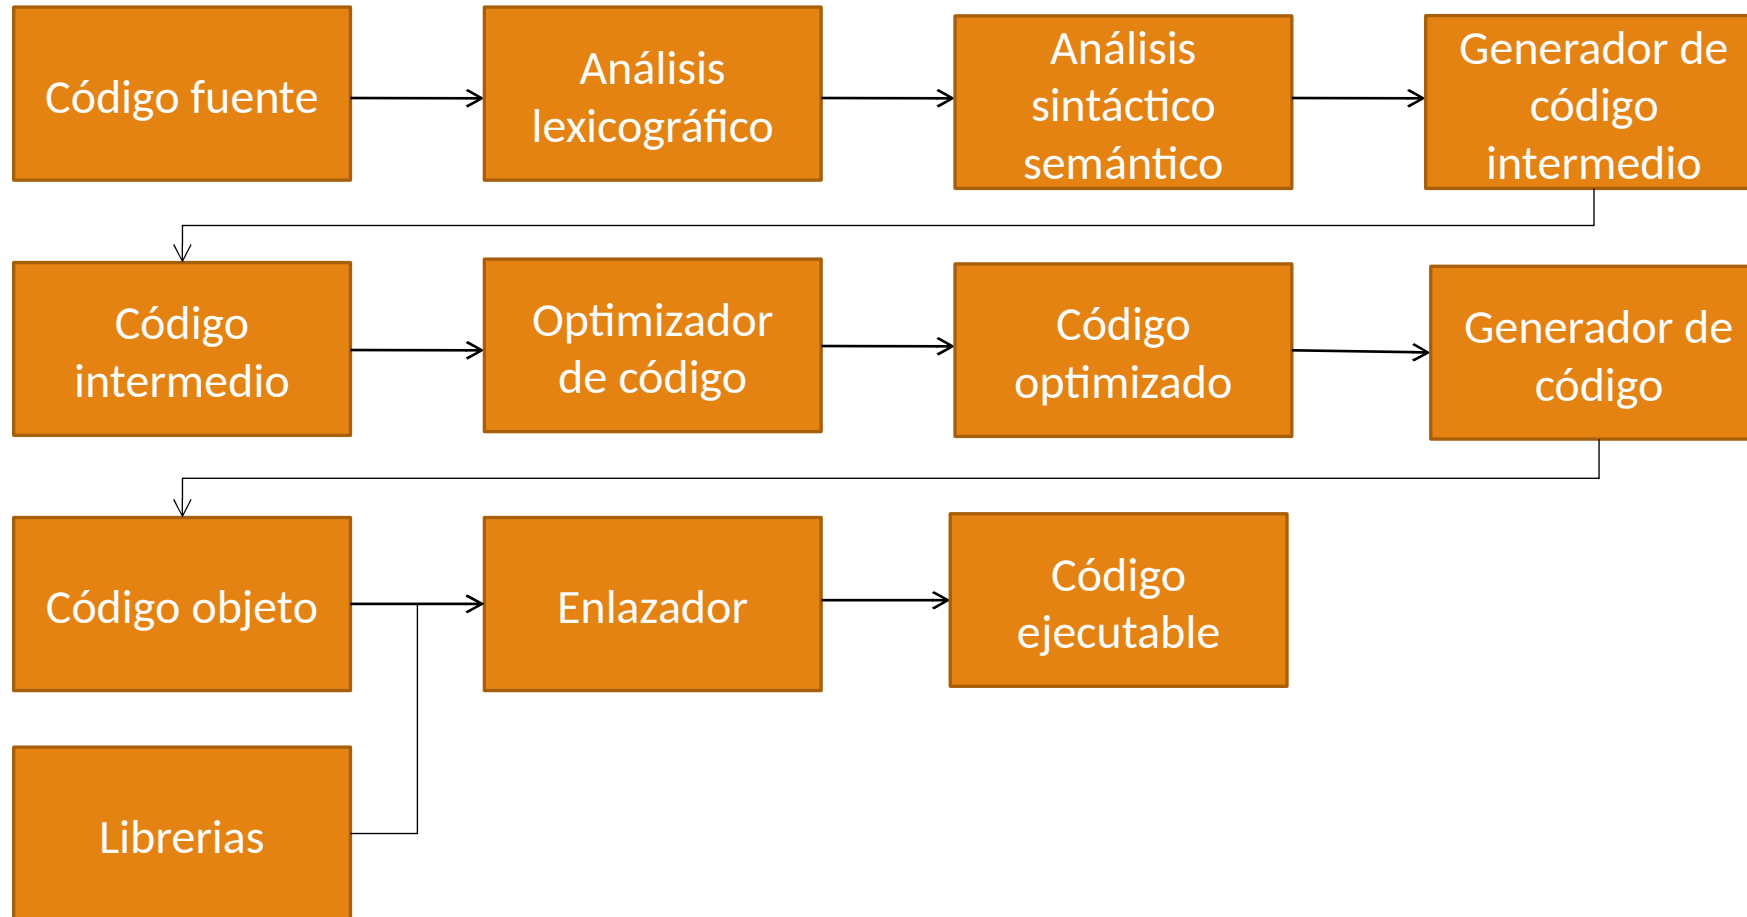 Código fuente
Análisis
lexicográfico
Análisis
sintáctico
semántico
Generador de
código
intermedio
Código
intermedio
Optimizador
de código
Código
optimizado
Generador de
código
Código objeto
Enlazador
Código
ejecutable
Librerias